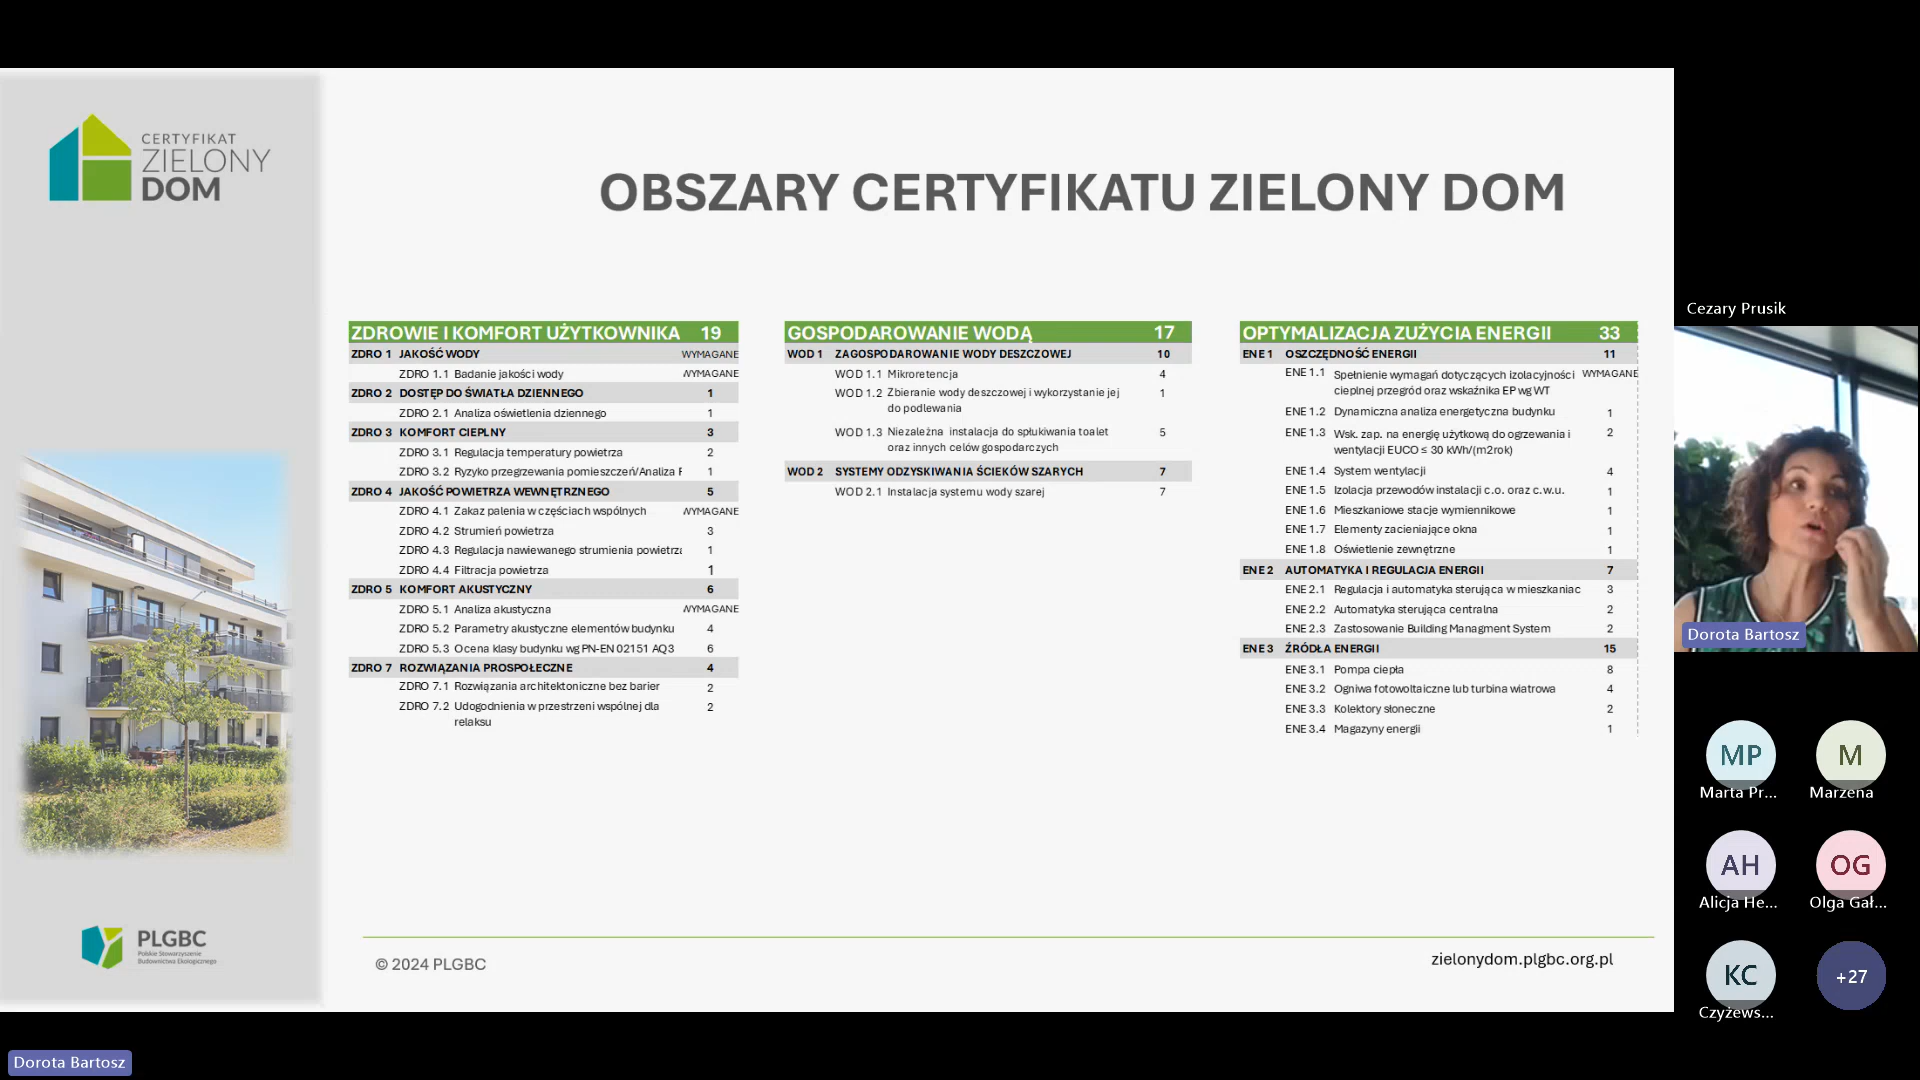 CERTYFIKAT
ZIELONY
DOM
OBSZARY CERTYFIKATU ZIELONY DOM
ZDROWIE I KOMFORT UŻYTKOWNIKA 19
ZDRO 1 JAKOŚĆ WODY WYMAGANE
ZDRO 1.1 Badanie jakości wody WYMAGANE
ZDRO 2 DOSTĘP DO ŚWIATŁA DZIENNEGO 1
ZDRO 2.1 Analiza oświetlenia dziennego 1
ZDRO 3 KOMFORT CIEPLNY 3
ZDRO 3.1 Regulacja temperatury powietrza 2
ZDRO 3.2 Ryzyko przegrzewania pomieszczeń/Analiza 1
ZDRO 4 JAKOŚĆ POWIETRZA WEWNĘTRZNEGO 5
ZDRO 4.1 Zakaz palenia w częściach wspólnych WYMAGANE
ZDRO 4.2 Strumień powietrza 3
ZDRO 4.3 Regulacja nawiewanego strumienia powietrza 1
ZDRO 4.4 Filtracja powietrza 1
ZDRO 5 KOMFORT AKUSTYCZNY 6
ZDRO 5.1 Analiza akustyczna WYMAGANE
ZDRO 5.2 Parametry akustyczne elementów budynku 4
ZDRO 5.3 Ocena klasy budynku wg PN-EN 02151 AQ3 6
ZDRO 7 ROZWIĄZANIA PROSPOŁECZNE 4
ZDRO 7.1 Rozwiązania architektoniczne bez barier 2
ZDRO 7.2 Udogodnienia w przestrzeni wspólnej dla 2
relaksu
GOSPODAROWANIE WODĄ 17
WOD 1 ZAGOSPODAROWANIE WODY DESZCZOWEJ 10
WOD 1.1 Mikroretencja 4
WOD 1.2 Zbieranie wody deszczowej i wykorzystanie jej 1
do podlewania
WOD 1.3 Niezależna instalacja do spłukiwania toalet 5
oraz innych celów gospodarczych
WOD 2 SYSTEMY ODZYSKIWANIA ŚCIEKÓW SZARYCH 7
WOD 2.1 Instalacja systemu wody szarej 7
OPTYMALIZACJA ZUŻYCIA ENERGII 33
ENE 1 OSZCZĘDNOŚĆ ENERGII 11
ENE 1.1 Spełnienie wymagań dotyczących izolacyjności WYMAGANE
cieplnej przegród oraz wskaźnika EP wg WT
ENE 1.2 Dynamiczna analiza energetyczna budynku 1
ENE 1.3 Wsk. zap. na energię użytkową do ogrzewania i 2
wentylacji EUCO ≤ 30 kWh/(m2rok)
ENE 1.4 System wentylacji 4
ENE 1.5 Izolacja przewodów instalacji c.o. oraz c.w.u. 1
ENE 1.6 Mieszkaniowe stacje wymiennikowe 1
ENE 1.7 Elementy zacieniające okna 1
ENE 1.8 Oświetlenie zewnętrzne 1
ENE 2 AUTOMATYKA I REGULACJA ENERGII 7
ENE 2.1 Regulacja i automatyka sterująca w mieszkaniac 3
ENE 2.2 Automatyka sterująca centralna 2
ENE 2.3 Zastosowanie Building Managment System 2
ENE 3 ŹRÓDŁA ENERGII 15
ENE 3.1 Pompa ciepła 8
ENE 3.2 Ogniwa fotowoltaiczne lub turbina wiatrowa 4
ENE 3.3 Kolektory słoneczne 2
ENE 3.4 Magazyny energii 1
PLGBC
Polskie Stowarzyszenie
Budownictwa Ekologicznego
© 2024 PLGBC
zielonydom.plgbc.org.pl
Cezary Prusik
Dorota Bartosz
MP
Marta Pr...
M
Marzena
AH
Alicja He...
OG
Olga Gał...
KC
Czyżews...
+27
Dorota Bartosz